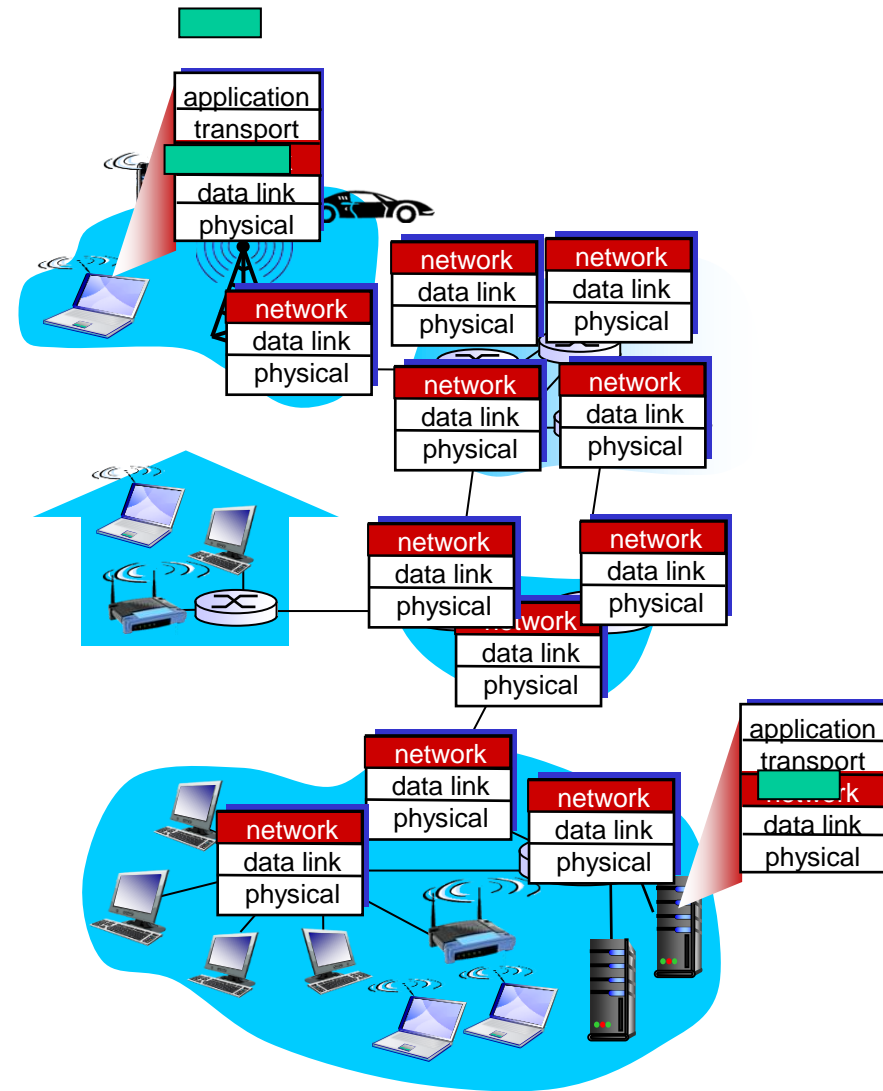 application
transport
data link
physical
network
data link
physical
network
data link
physical
network
data link
physical
network
data link
physical
network
data link
physical
network
data link
physical
network
data link
physical
network
data link
physical
network
data link
physical
application
transport
network
data link
physical
network
data link
physical
network
data link
physical